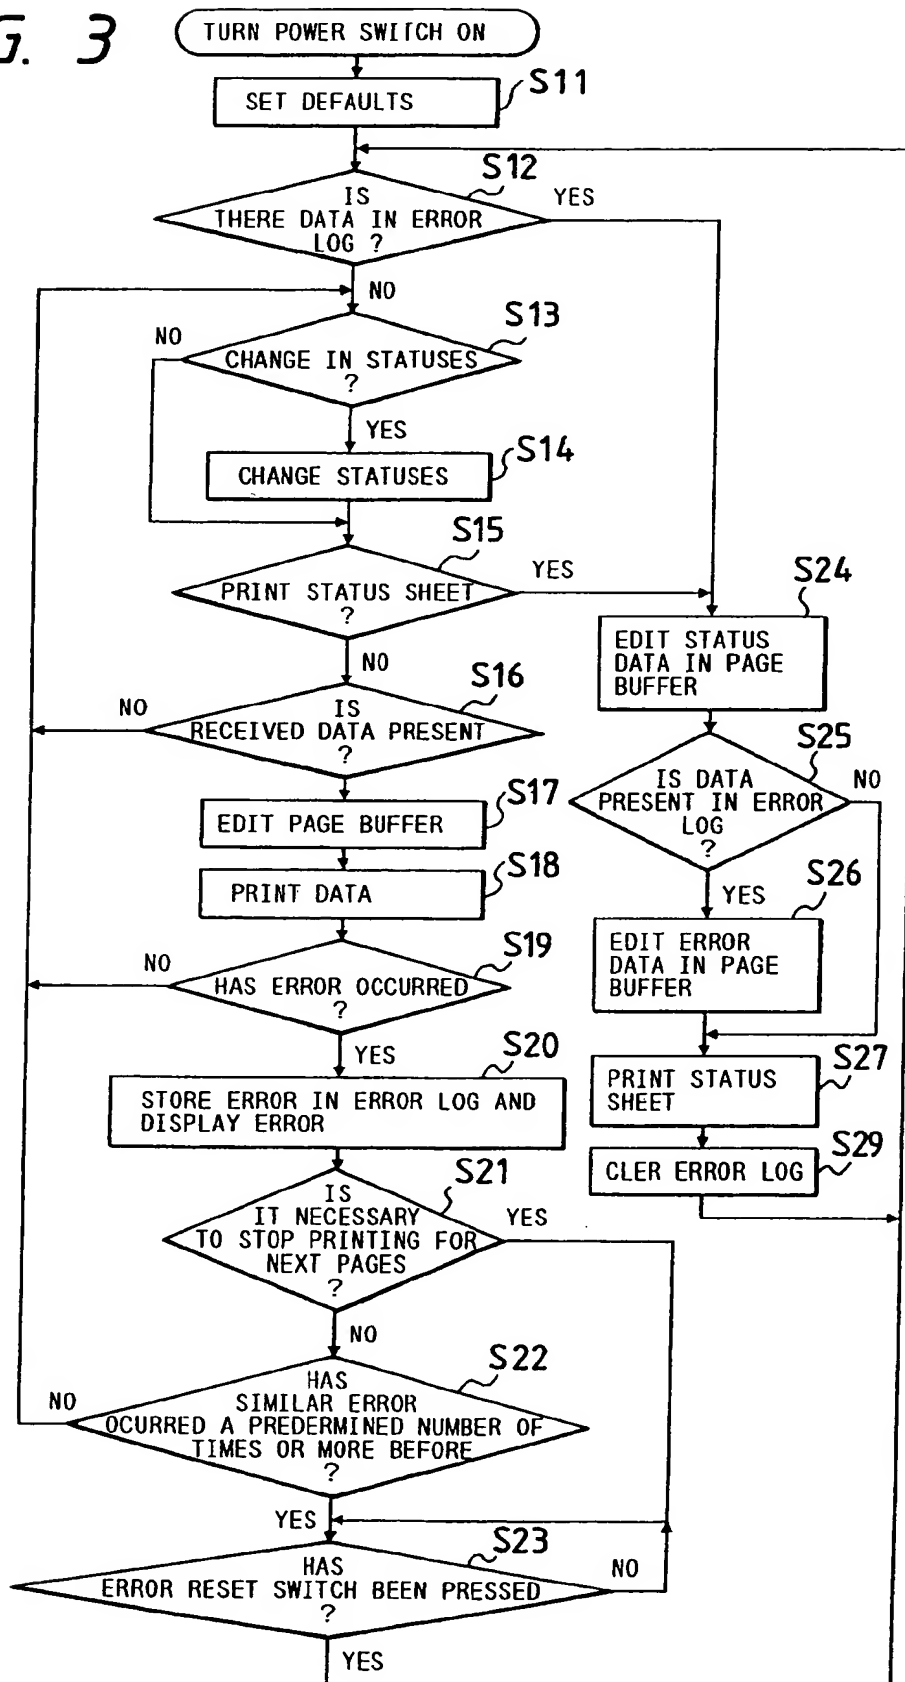 G. 3
TURN POWER SWITCH ON
SET DEFAULTS
S11
IS
THERE DATA IN ERROR
LOG ?
S12
YES
NO
CHANGE IN STATUSES
?
S13
NO
YES
CHANGE STATUSES
S14
PRINT STATUS SHEET
?
S15
YES
NO
IS
RECEIVED DATA PRESENT
?
S16
NO
EDIT PAGE BUFFER
S17
PRINT DATA
S18
HAS ERROR OCCURRED
?
S19
NO
YES
STORE ERROR IN ERROR LOG AND
DISPLAY ERROR
S20
IS
IT NECESSARY
TO STOP PRINTING FOR
NEXT PAGES
?
S21
YES
NO
HAS
SIMILAR ERROR
OCURRED A PREDERMINED NUMBER OF
TIMES OR MORE BEFORE
?
S22
NO
YES
HAS
ERROR RESET SWITCH BEEN PRESSED
?
S23
NO
YES
EDIT STATUS
DATA IN PAGE
BUFFER
S24
IS DATA
PRESENT IN ERROR
LOG
?
S25
NO
YES
EDIT ERROR
DATA IN PAGE
BUFFER
S26
PRINT STATUS
SHEET
S27
CLER ERROR LOG
S29